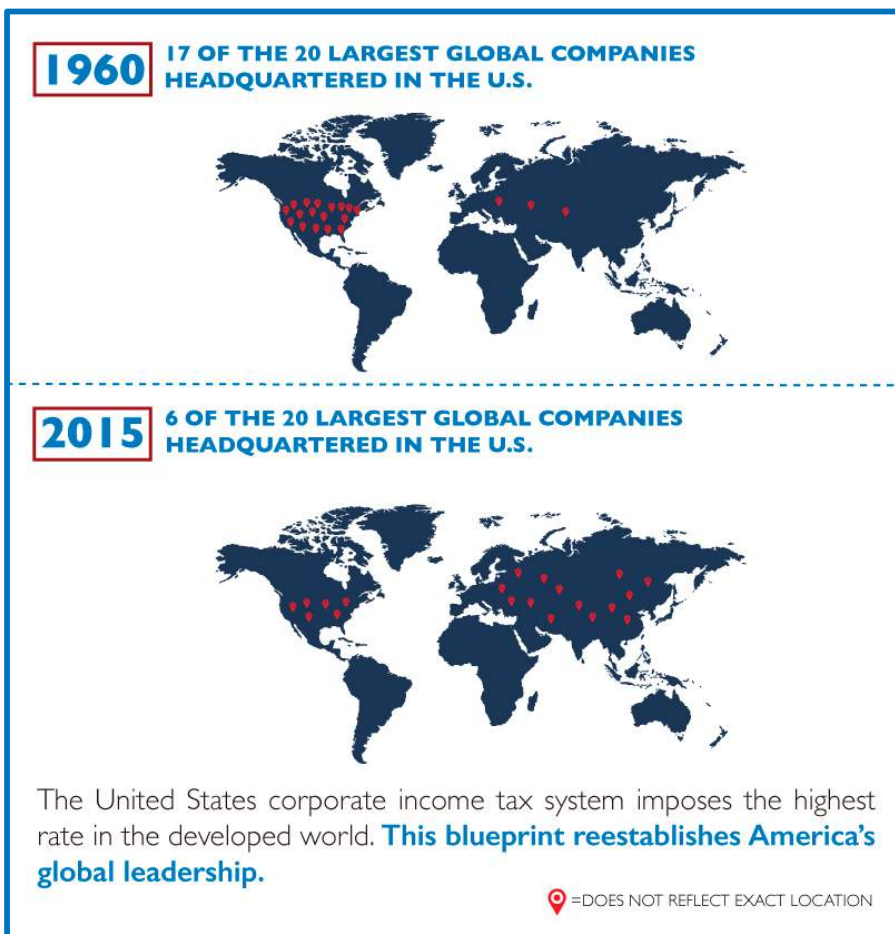 1960
17 OF THE 20 LARGEST GLOBAL COMPANIES
HEADQUARTERED IN THE U.S.
2015
6 OF THE 20 LARGEST GLOBAL COMPANIES
HEADQUARTERED IN THE U.S.
The United States corporate income tax system imposes the highest
rate in the developed world. This blueprint reestablishes America’s
global leadership.
=DOES NOT REFLECT EXACT LOCATION